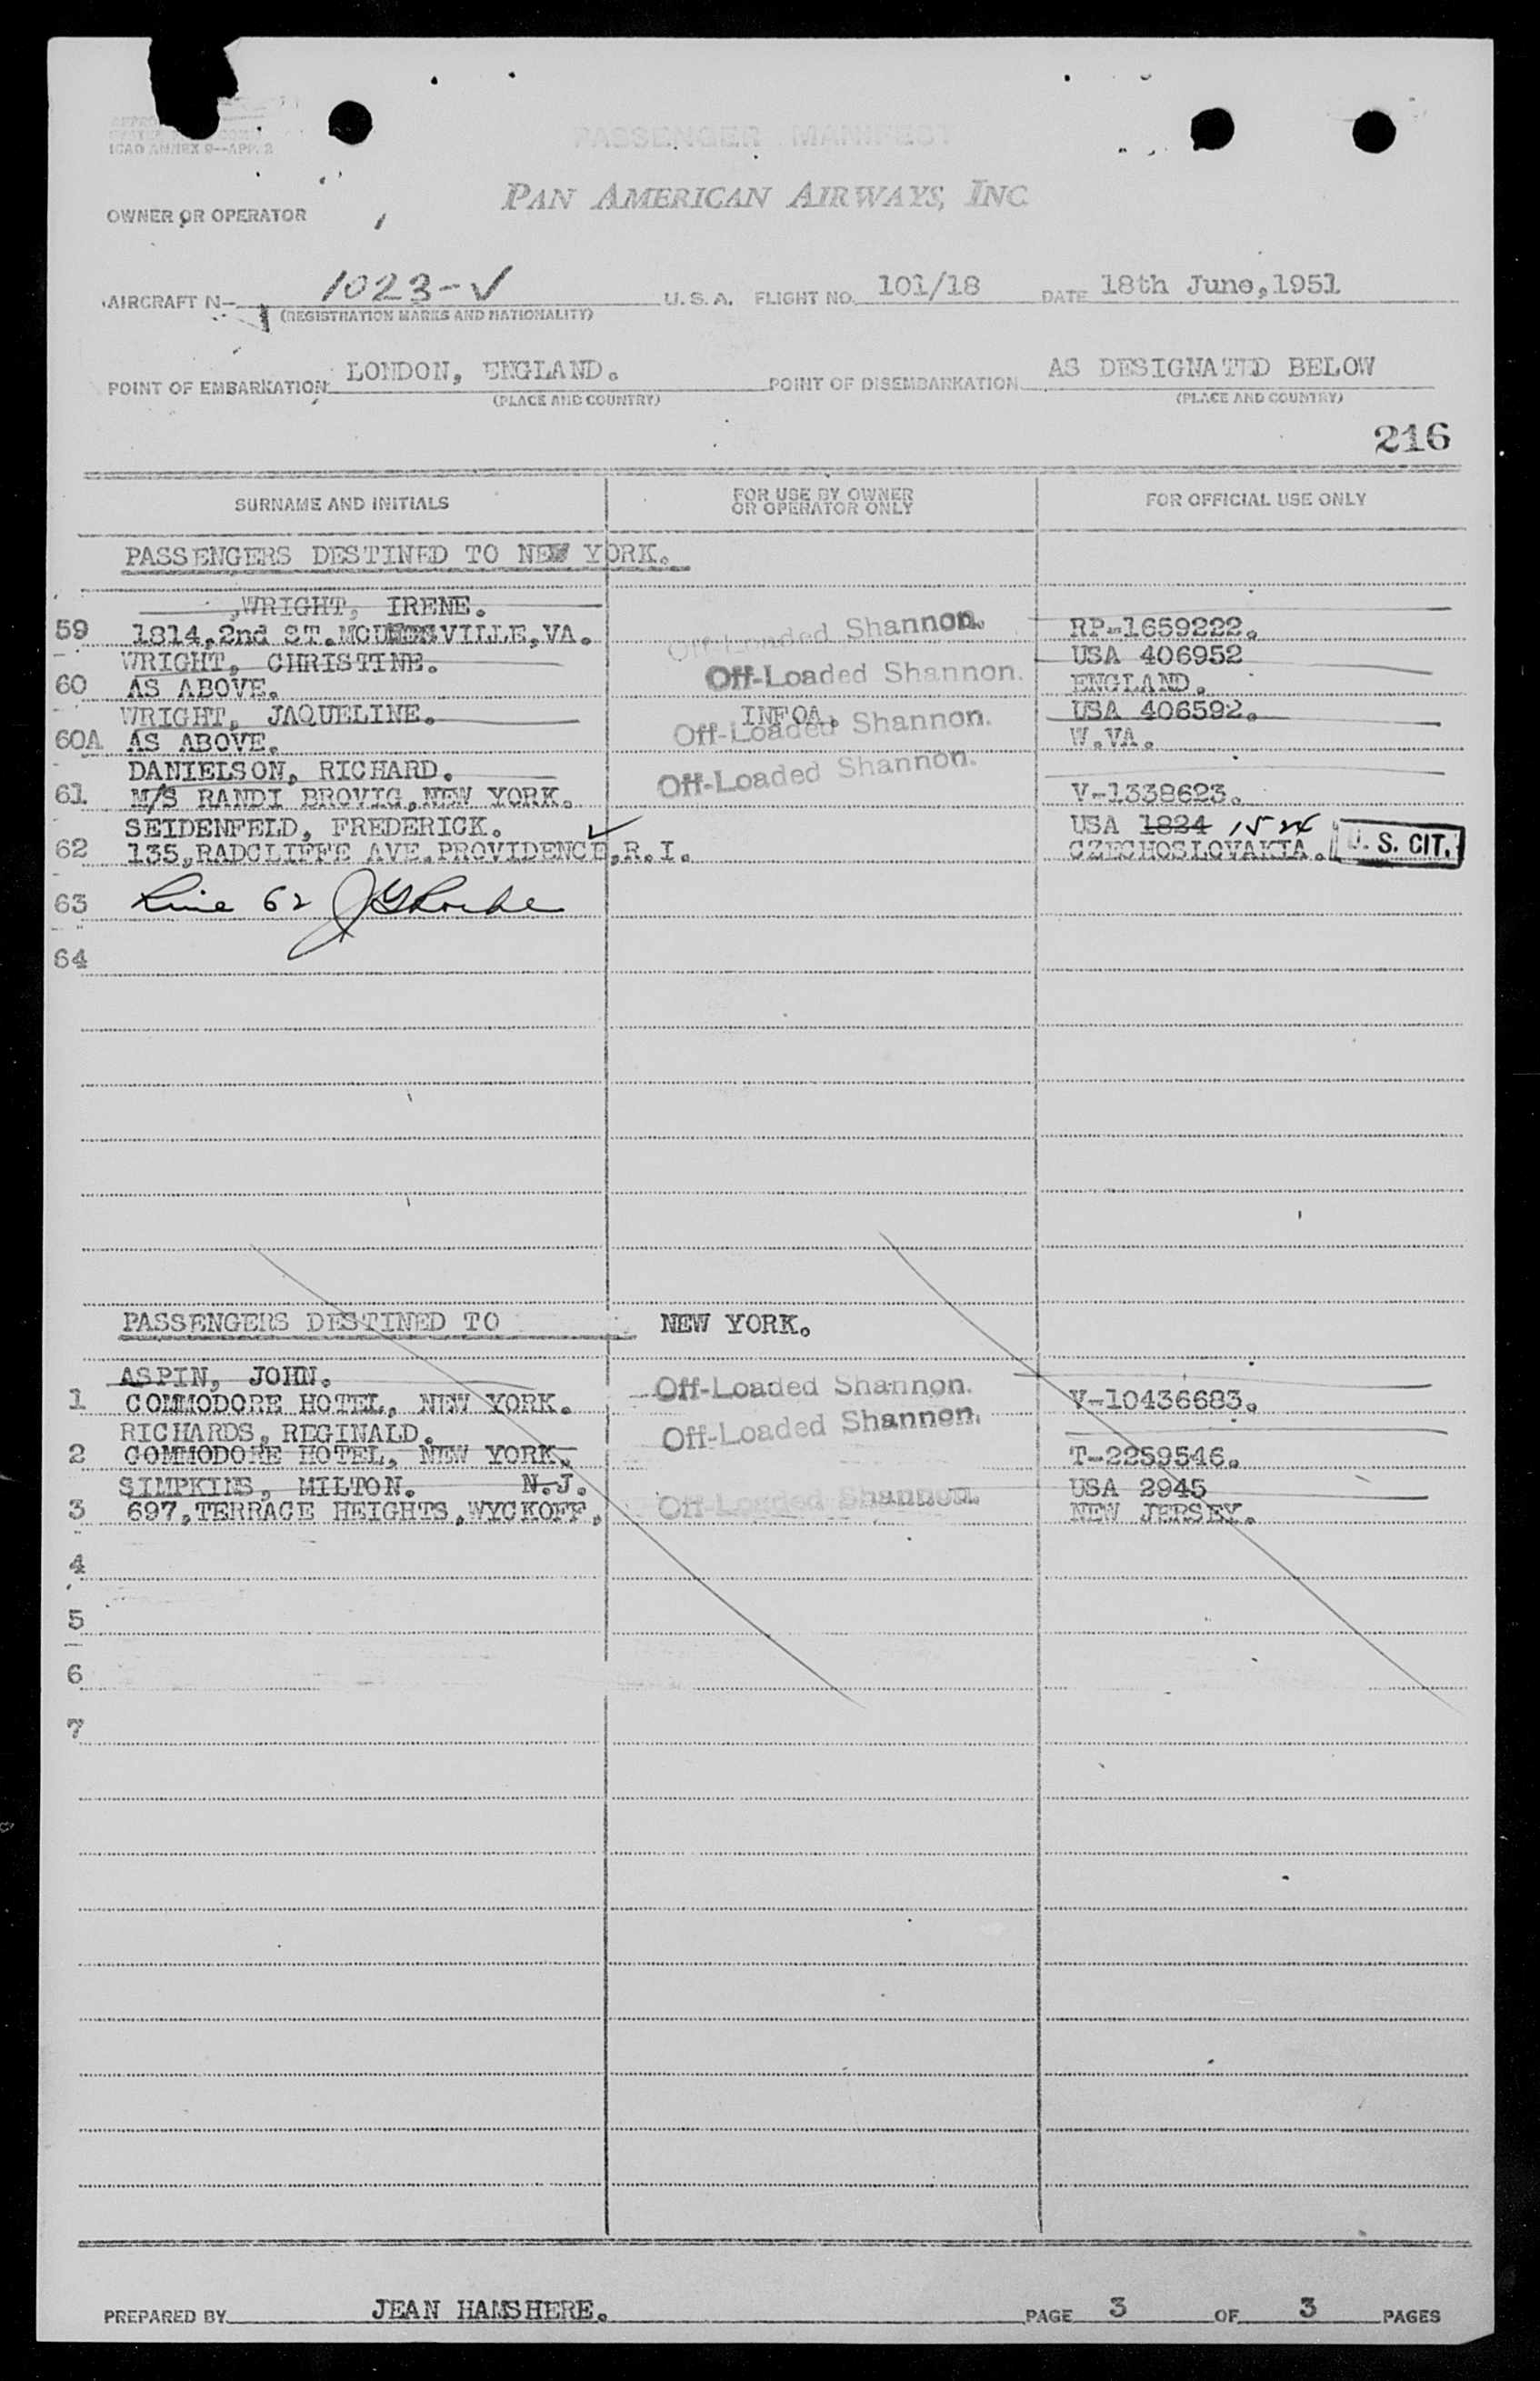 ICAO ANNEX 9--APP. 2
PASSENGER MANIFEST
PAN AMERICAN AIRWAYS, INC
OWNER OR OPERATOR
AIRCRAFT N- 1023-V U.S.A. FLIGHT NO. 101/18 DATE 18th June,1951
(REGISTRATION MARKS AND NATIONALITY)
POINT OF EMBARKATION LONDON, ENGLAND. POINT OF DISEMBARKATION AS DESIGNATED BELOW
(PLACE AND COUNTRY) (PLACE AND COUNTRY)
216
SURNAME AND INITIALS FOR USE BY OWNER OR OPERATOR ONLY FOR OFFICIAL USE ONLY
PASSENGERS DESTINED TO NEW YORK.
WRIGHT, IRENE.
59 1814,2nd ST. VILLE,VA. Off-Loaded Shannon. RP-1659222.
WRIGHT, CHRISTINE. USA 406952
60 AS ABOVE. Off-Loaded Shannon. ENGLAND.
WRIGHT, JAQUELINE. INFOA. USA 406592.
60A AS ABOVE. Off-Loaded Shannon. W.VA.
DANIELSON, RICHARD.
61 M/S RANDI BROVIG,NEW YORK. Off-Loaded Shannon. V-1338623.
SEIDENFELD, FREDERICK. USA 1824 1524
62 135,RADCLIFFE AVE.PROVIDENCE,R.I. CZECHOSLOVAKIA. U. S. CIT.
63 Line 62
64
PASSENGERS DESTINED TO NEW YORK.
ASPIN, JOHN.
1 COMMODORE HOTEL, NEW YORK. Off-Loaded Shannon. V-10436683.
RICHARDS, REGINALD.
2 COMMODORE HOTEL, NEW YORK. Off-Loaded Shannon. T-2259546.
SIMPKINS, MILTON. N.J. USA 2945
3 697,TERRACE HEIGHTS,WYCKOFF, Off-Loaded Shannon. NEW JERSEY.
4
5
6
7
PREPARED BY JEAN HAMSHERE. PAGE 3 OF 3 PAGES